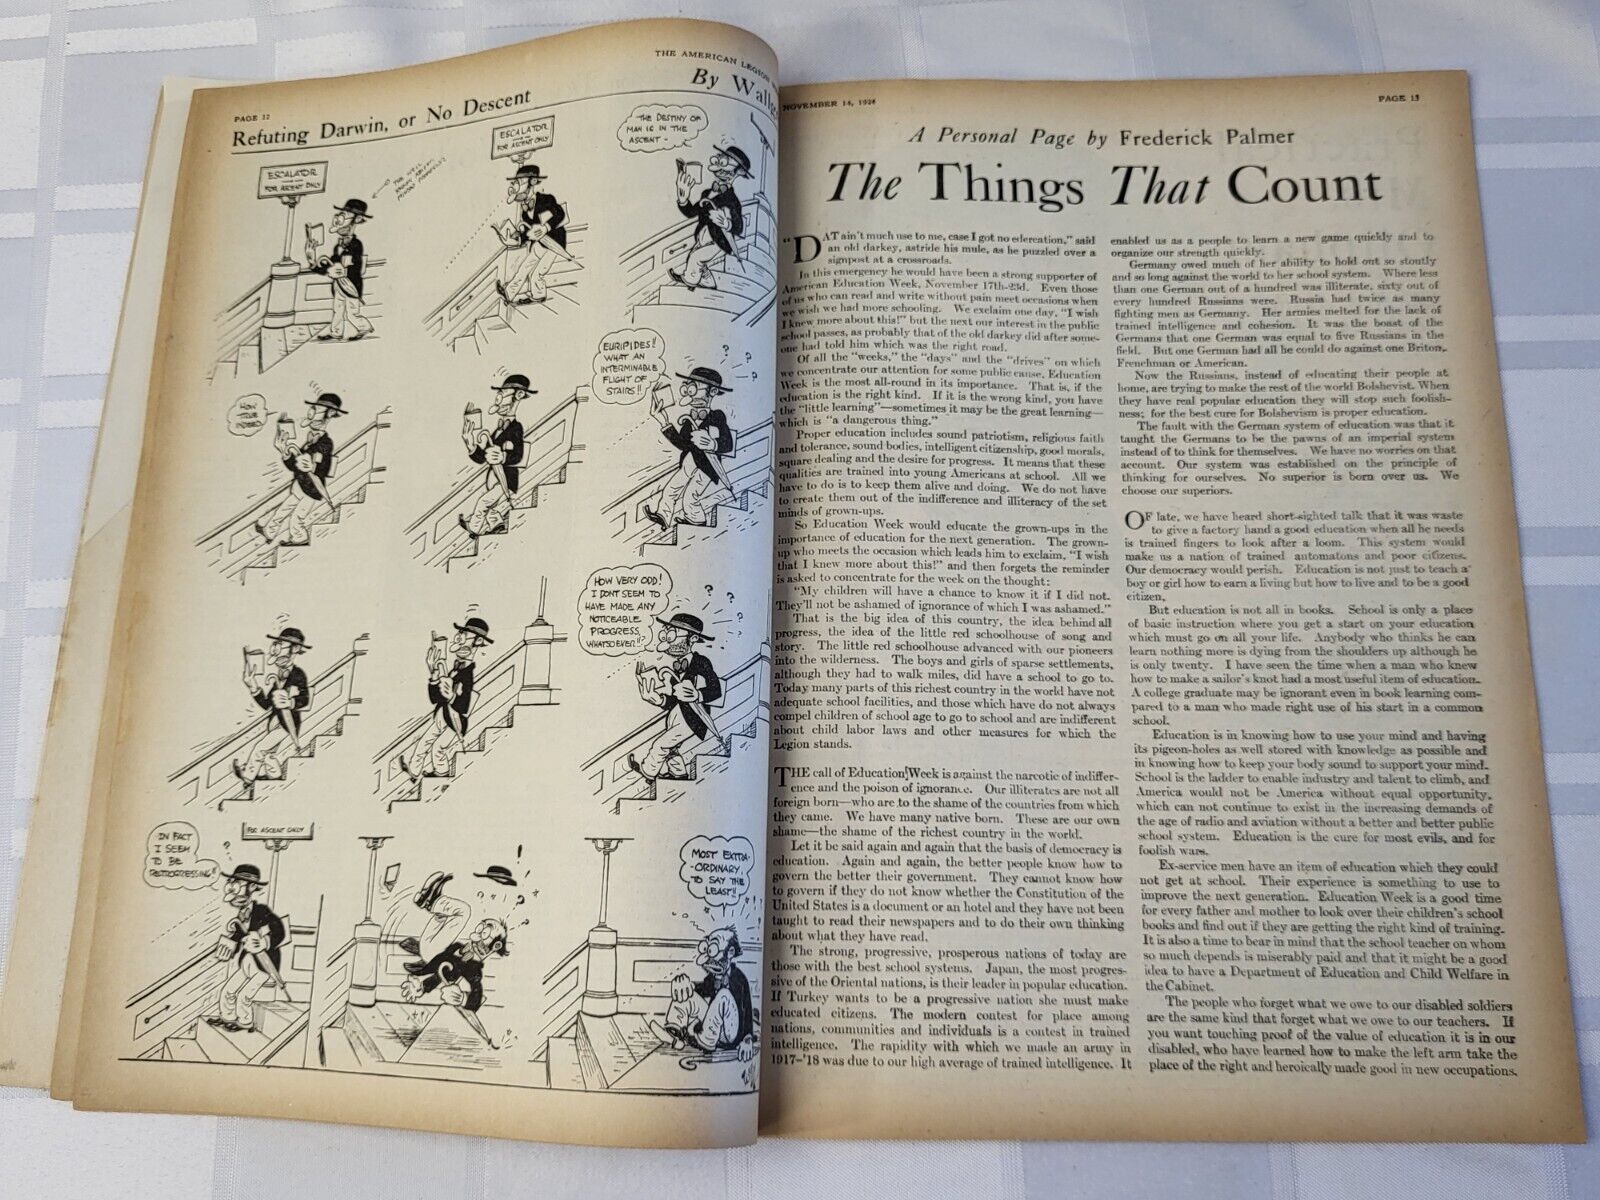 PAGE 12
THE AMERICAN LEGION
Refuting Darwin, or No Descent
By
ESCALATOR
FOR ASCENT ONLY
ESCALATOR
FOR ASCENT ONLY
THE DESTINY OF
MAN IS IN THE
ASCENT-
HOW
TRUE
INDEED
EURIPIDES!!
WHAT AN
INTERMINABLE
FLIGHT OF
STAIRS!!
HOW VERY ODD!
I DON'T SEEM TO
HAVE MADE ANY
NOTICEABLE
PROGRESS,
WHATSOEVER!!?
IN FACT
I SEEM
TO BE
RETROGRESSING!!
FOR ASCENT ONLY
MOST EXTRA-
-ORDINARY,
TO SAY THE
LEAST!!
NOVEMBER 14, 1924
PAGE 13
A Personal Page by Frederick Palmer
The Things That Count
"DAT ain't much use to me, case I got no edereation," said
an old darkey, astride his mule, as he puzzled over a
signpost at a crossroads.
In this emergency he would have been a strong supporter of
American Education Week, November 17th-23d. Even those
of us who can read and write without pain meet occasions when
we wish we had more schooling. We exclaim one day, "I wish
I knew more about this!" but the next our interest in the public
school passes, as probably that of the old darkey did after some-
one had told him which was the right road.
Of all the "weeks," the "days" and the "drives" on which
we concentrate our attention for some public cause, Education
Week is the most all-round in its importance. That is, if the
education is the right kind. If it is the wrong kind, you have
the "little learning"—sometimes it may be the great learning—
which is "a dangerous thing."
Proper education includes sound patriotism, religious faith
and tolerance, sound bodies, intelligent citizenship, good morals,
square dealing and the desire for progress. It means that these
qualities are trained into young Americans at school. All we
have to do is to keep them alive and doing. We do not have
to create them out of the indifference and illiteracy of the set
minds of grown-ups.
So Education Week would educate the grown-ups in the
importance of education for the next generation. The grown-
up who meets the occasion which leads him to exclaim, "I wish
that I knew more about this!" and then forgets the reminder
is asked to concentrate for the week on the thought:
"My children will have a chance to know it if I did not.
They'll not be ashamed of ignorance of which I was ashamed."
That is the big idea of this country, the idea behind all
progress, the idea of the little red schoolhouse of song and
story. The little red schoolhouse advanced with our pioneers
into the wilderness. The boys and girls of sparse settlements,
although they had to walk miles, did have a school to go to.
Today many parts of this richest country in the world have not
adequate school facilities, and those which have do not always
compel children of school age to go to school and are indifferent
about child labor laws and other measures for which the
Legion stands.
THE call of Education Week is against the narcotic of indiffer-
ence and the poison of ignorance. Our illiterates are not all
foreign born—who are to the shame of the countries from which
they came. We have many native born. These are our own
shame—the shame of the richest country in the world.
Let it be said again and again that the basis of democracy is
education. Again and again, the better people know how to
govern the better their government. They cannot know how
to govern if they do not know whether the Constitution of the
United States is a document or an hotel and they have not been
taught to read their newspapers and to do their own thinking
about what they have read.
The strong, progressive, prosperous nations of today are
those with the best school systems. Japan, the most progres-
sive of the Oriental nations, is their leader in popular education.
If Turkey wants to be a progressive nation she must make
educated citizens. The modern contest for place among
nations, communities and individuals is a contest in trained
intelligence. The rapidity with which we made an army in
1917-'18 was due to our high average of trained intelligence. It
enabled us as a people to learn a new game quickly and to
organize our strength quickly.
Germany owed much of her ability to hold out so stoutly
and so long against the world to her school system. Where less
than one German out of a hundred was illiterate, sixty out of
every hundred Russians were. Russia had twice as many
fighting men as Germany. Her armies melted for the lack of
trained intelligence and cohesion. It was the boast of the
Germans that one German was equal to five Russians in the
field. But one German had all he could do against one Briton,
Frenchman or American.
Now the Russians, instead of educating their people at
home, are trying to make the rest of the world Bolshevist. When
they have real popular education they will stop such foolish-
ness; for the best cure for Bolshevism is proper education.
The fault with the German system of education was that it
taught the Germans to be the pawns of an imperial system
instead of to think for themselves. We have no worries on that
account. Our system was established on the principle of
thinking for ourselves. No superior is born over us. We
choose our superiors.
OF late, we have heard short-sighted talk that it was waste
to give a factory hand a good education when all he needs
is trained fingers to look after a loom. This system would
make us a nation of trained automatons and poor citizens.
Our democracy would perish. Education is not just to teach a
boy or girl how to earn a living but how to live and to be a good
citizen.
But education is not all in books. School is only a place
of basic instruction where you get a start on your education
which must go on all your life. Anybody who thinks he can
learn nothing more is dying from the shoulders up although he
is only twenty. I have seen the time when a man who knew
how to make a sailor's knot had a most useful item of education.
A college graduate may be ignorant even in book learning com-
pared to a man who made right use of his start in a common
school.
Education is in knowing how to use your mind and having
its pigeon-holes as well stored with knowledge as possible and
in knowing how to keep your body sound to support your mind.
School is the ladder to enable industry and talent to climb, and
America would not be America without equal opportunity,
which can not continue to exist in the increasing demands of
the age of radio and aviation without a better and better public
school system. Education is the cure for most evils, and for
foolish wars.
Ex-service men have an item of education which they could
not get at school. Their experience is something to use to
improve the next generation. Education Week is a good time
for every father and mother to look over their children's school
books and find out if they are getting the right kind of training.
It is also a time to bear in mind that the school teacher on whom
so much depends is miserably paid and that it might be a good
idea to have a Department of Education and Child Welfare in
the Cabinet.
The people who forget what we owe to our disabled soldiers
are the same kind that forget what we owe to our teachers. If
you want touching proof of the value of education it is in our
disabled, who have learned how to make the left arm take the
place of the right and heroically made good in new occupations.